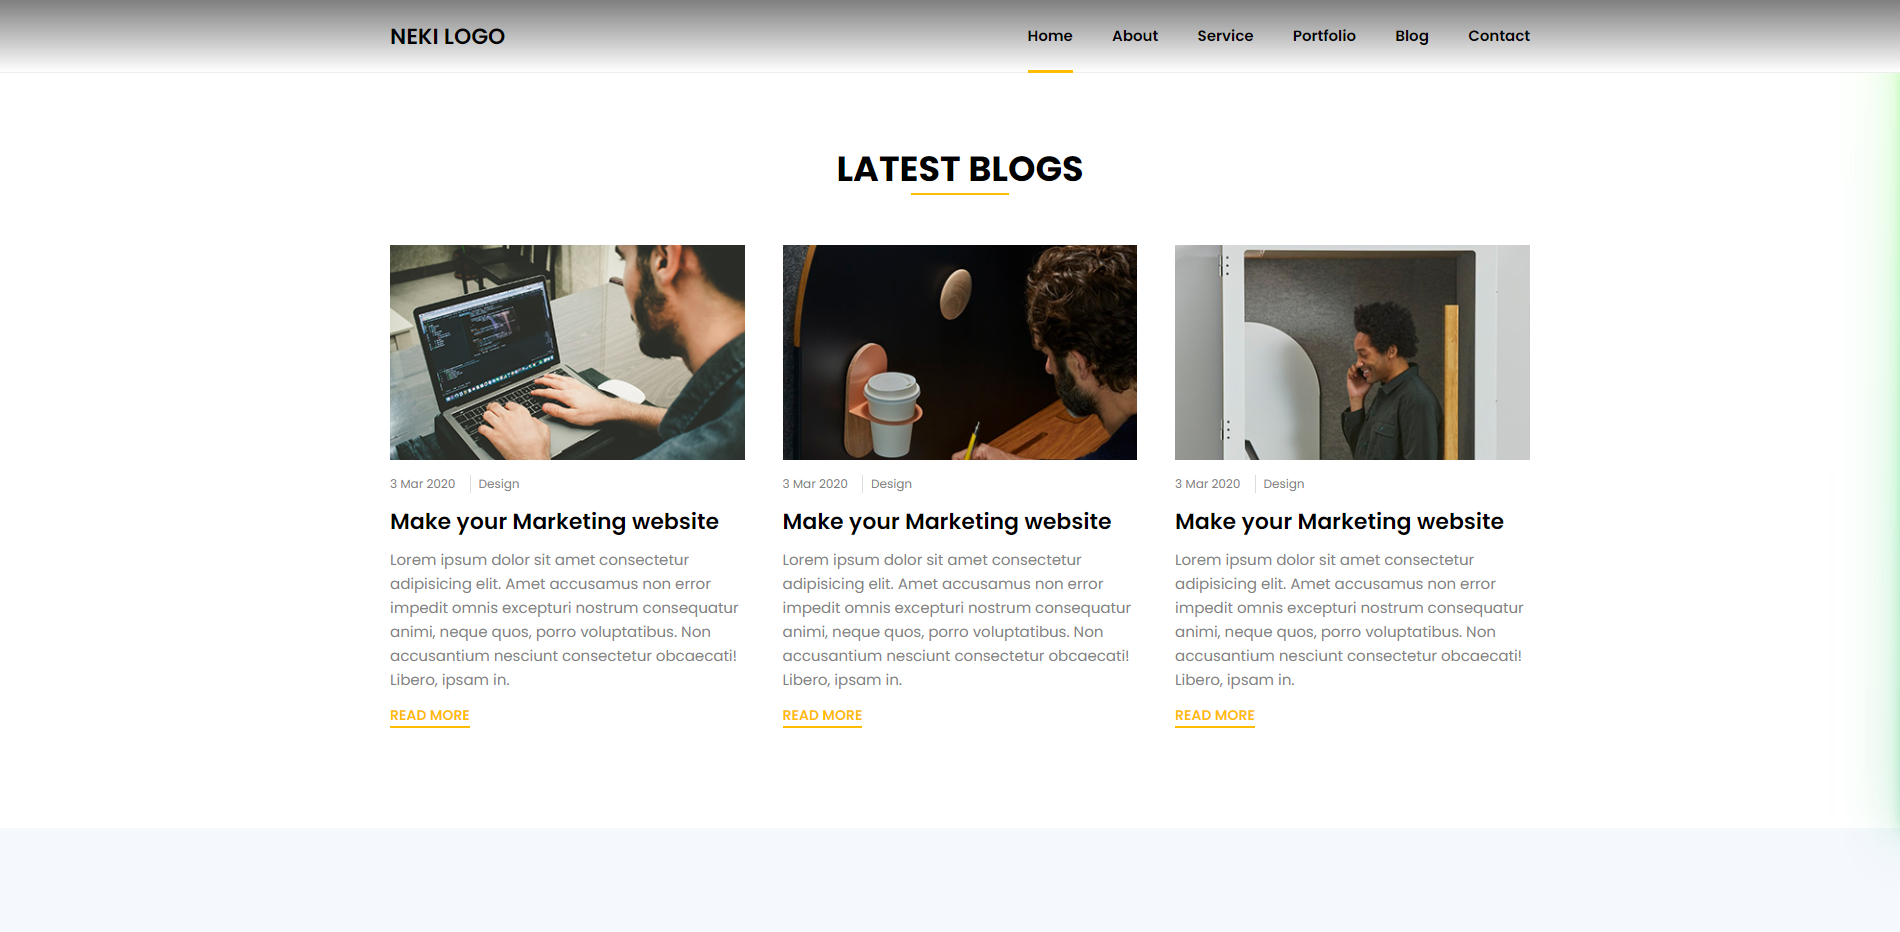 NEKI LOGO
Home About Service Portfolio Blog Contact
LATEST BLOGS
3 Mar 2020 Design
Make your Marketing website
Lorem ipsum dolor sit amet consectetur
adipisicing elit. Amet accusamus non error
impedit omnis excepturi nostrum consequatur
animi, neque quos, porro voluptatibus. Non
accusantium nesciunt consectetur obcaecati!
Libero, ipsam in.
READ MORE
3 Mar 2020 Design
Make your Marketing website
Lorem ipsum dolor sit amet consectetur
adipisicing elit. Amet accusamus non error
impedit omnis excepturi nostrum consequatur
animi, neque quos, porro voluptatibus. Non
accusantium nesciunt consectetur obcaecati!
Libero, ipsam in.
READ MORE
3 Mar 2020 Design
Make your Marketing website
Lorem ipsum dolor sit amet consectetur
adipisicing elit. Amet accusamus non error
impedit omnis excepturi nostrum consequatur
animi, neque quos, porro voluptatibus. Non
accusantium nesciunt consectetur obcaecati!
Libero, ipsam in.
READ MORE